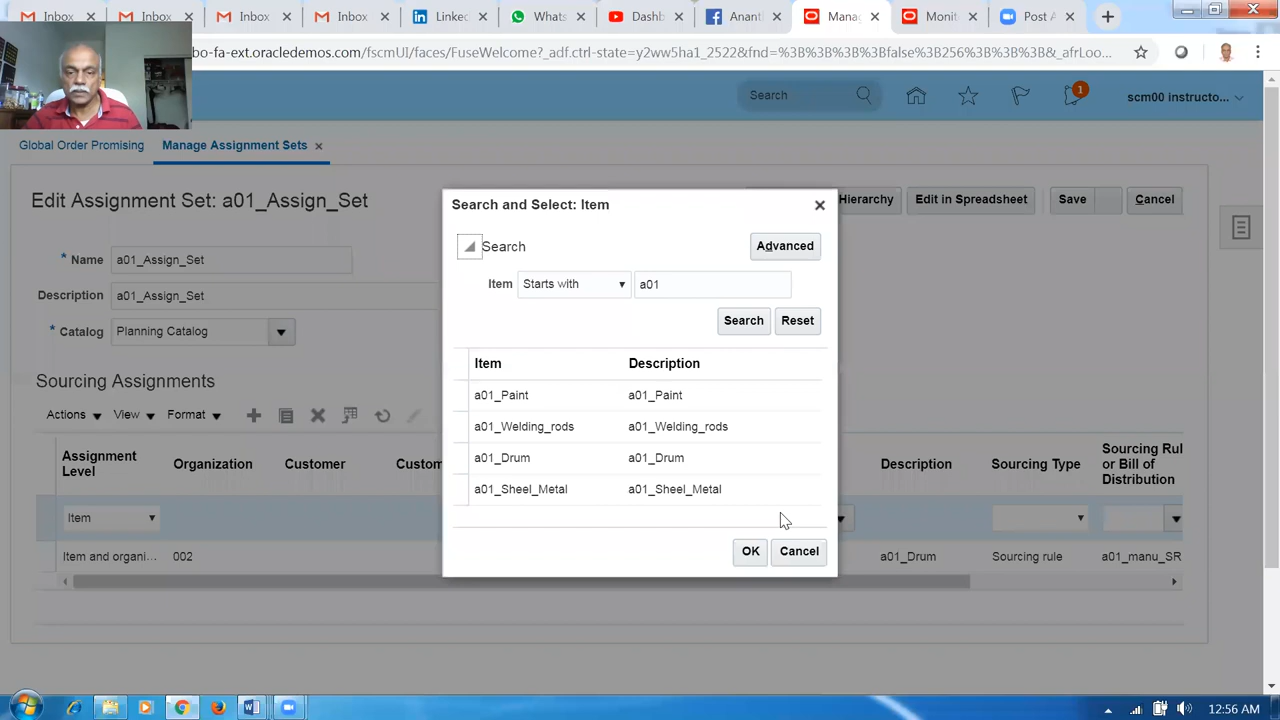 Inbox
Inbox
Inbox
Inbox
Linked
What
Dashb
Anant
Mana
Moni
Post A
bo-fa-ext.oracledemos.com/fscmUI/faces/FuseWelcome?_adf.ctrl-state=y2ww5ha1_2522&fnd=%3B%3B%3B%3Bfalse%3B256%3B%3B%3B&_afrLoo...
Search
1
scm00 instructo...
Global Order Promising
Manage Assignment Sets
Edit Assignment Set: a01_Assign_Set
Hierarchy
Edit in Spreadsheet
Save
Cancel
* Name a01_Assign_Set
Description a01_Assign_Set
* Catalog Planning Catalog
Sourcing Assignments
Actions View Format
Assignment Level
Organization
Customer
Custom
Description
Sourcing Type
Sourcing Rul
or Bill of
Distribution
Item
Item and organi... 002 a01_Drum Sourcing rule a01_manu_SR
Search and Select: Item
Search
Advanced
Item Starts with a01
Search Reset
Item Description
a01_Paint a01_Paint
a01_Welding_rods a01_Welding_rods
a01_Drum a01_Drum
a01_Sheel_Metal a01_Sheel_Metal
OK Cancel
12:56 AM